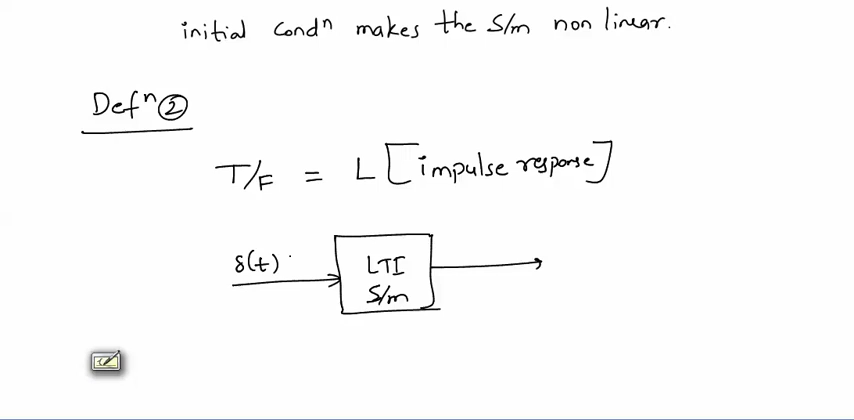 initial condⁿ makes the S/m non linear.
Defⁿ ②
T/F = L [impulse response]
δ(t)
LTI
S/m